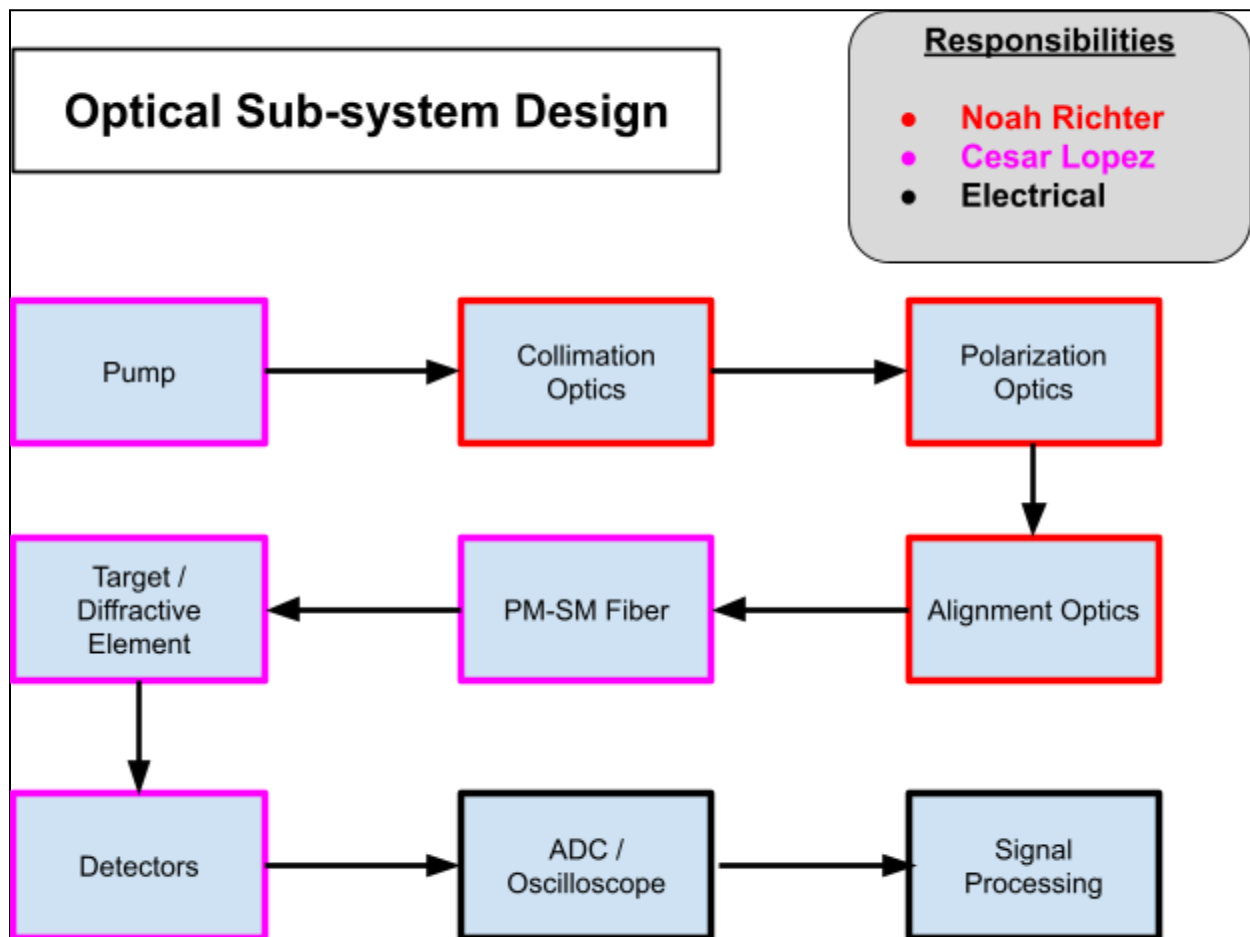 Optical Sub-system Design
Responsibilities
● Noah Richter
● Cesar Lopez
● Electrical
Pump
Collimation
Optics
Polarization
Optics
Target /
Diffractive
Element
PM-SM Fiber
Alignment Optics
Detectors
ADC /
Oscilloscope
Signal
Processing